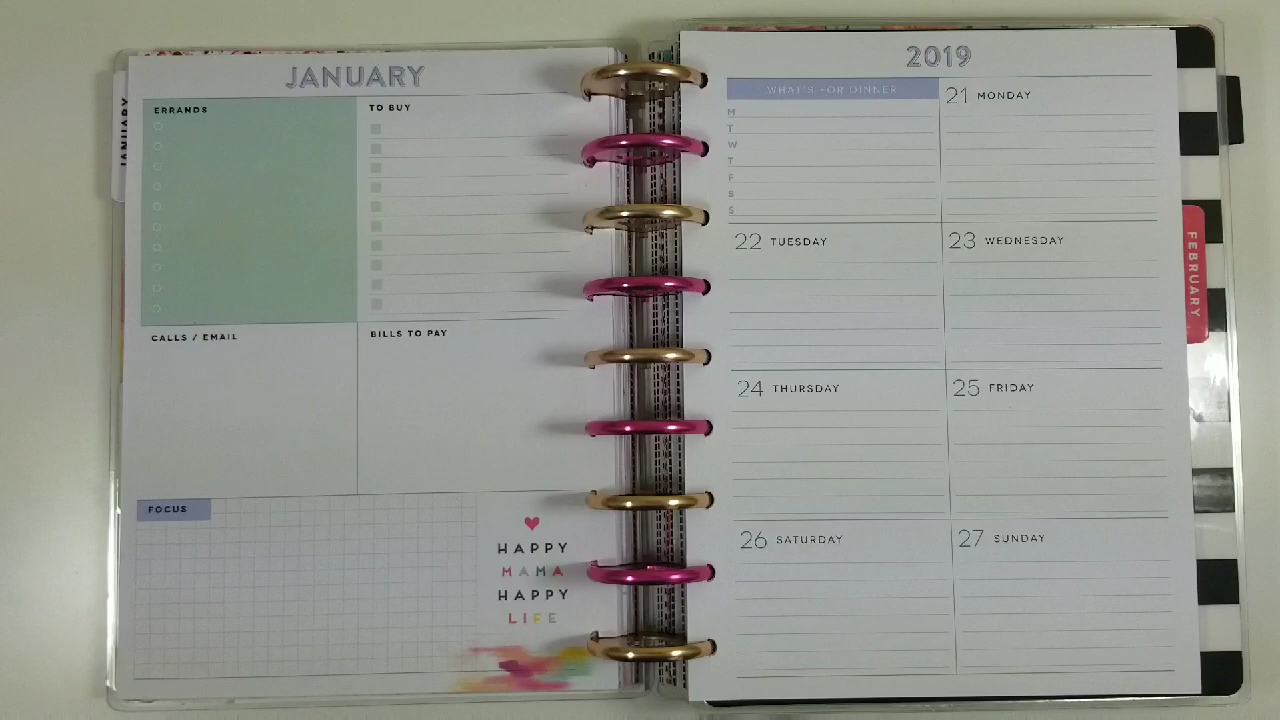 JANUARY
JANUARY
ERRANDS
TO BUY
CALLS / EMAIL
BILLS TO PAY
FOCUS
HAPPY
MAMA
HAPPY
LIFE
2019
WHAT'S FOR DINNER
M
T
W
T
F
S
S
21 MONDAY
22 TUESDAY
23 WEDNESDAY
24 THURSDAY
25 FRIDAY
26 SATURDAY
27 SUNDAY
FEBRUARY